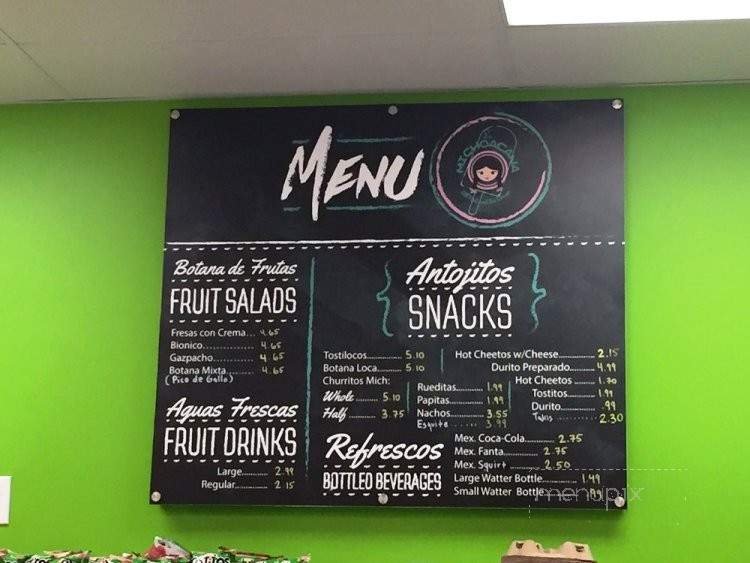 MENU
MICHOACANA
Botana de Frutas
FRUIT SALADS
Fresas con Crema... 4.65
Bionico............ 4.65
Gazpacho............ 4.65
Botana Mixta........ 4.65
(Pico de Gallo)
Aguas Frescas
FRUIT DRINKS
Large............ 2.99
Regular.......... 2.15
Antojitos
SNACKS
Tostilocos............ 5.10
Botana Loca........... 5.10
Churritos Mich:
Whole ........ 5.10
Half ......... 3.75
Rueditas............ 1.99
Papitas............. 1.99
Nachos.............. 3.55
Esquite ..... 3.99
Hot Cheetos w/Cheese............ 2.15
Durito Preparado........ 4.99
Hot Cheetos ........ 1.70
Tostitos........ 1.99
Durito........... .99
Takis ........ 2.30
Refrescos
BOTTLED BEVERAGES
Mex. Coca-Cola......... 2.75
Mex. Fanta............ 2.75
Mex. Squirt .......... 2.50
Large Watter Bottle............ 1.49
Small Watter Bottle
menupix